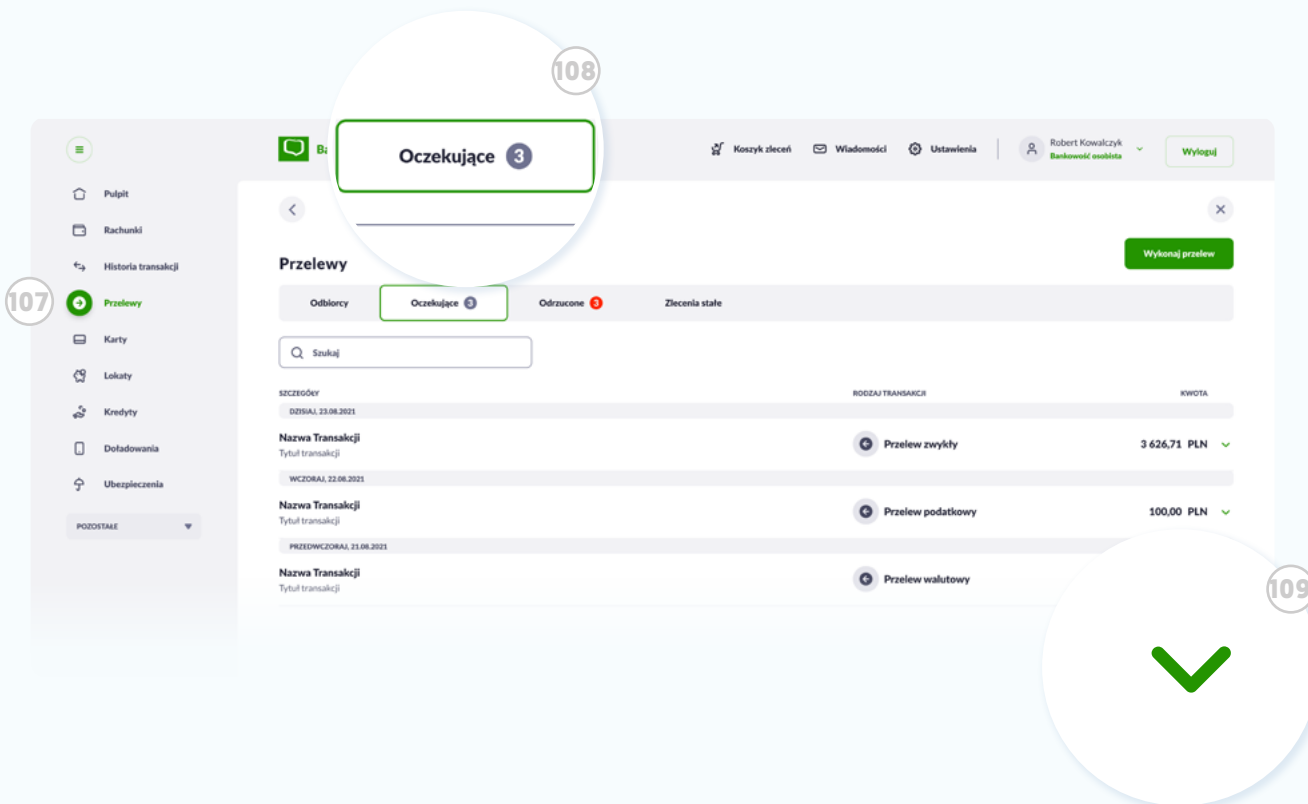 108
Oczekujące 3
Koszyk zleceń
Wiadomości
Ustawienia
Robert Kowalczyk
Bankowość osobista
Wyloguj
Pulpit
Rachunki
Historia transakcji
107
Przelewy
Karty
Lokaty
Kredyty
Doładowania
Ubezpieczenia
POZOSTAŁE
Przelewy
Wykonaj przelew
Odbiorcy
Oczekujące 3
Odrzucone 3
Zlecenia stałe
Szukaj
SZCZEGÓŁY
RODZAJ TRANSAKCJI
KWOTA
DZISIAJ, 23.08.2021
Nazwa Transakcji
Tytuł transakcji
Przelew zwykły
3 626,71 PLN
WCZORAJ, 22.08.2021
Nazwa Transakcji
Tytuł transakcji
Przelew podatkowy
100,00 PLN
PRZEDWCZORAJ, 21.08.2021
Nazwa Transakcji
Tytuł transakcji
Przelew walutowy
109